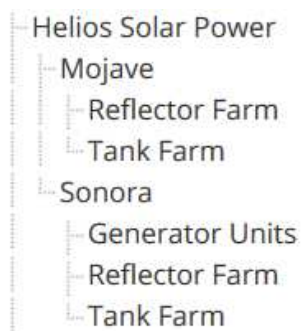 Helios Solar Power
Mojave
Reflector Farm
Tank Farm
Sonora
Generator Units
Reflector Farm
Tank Farm